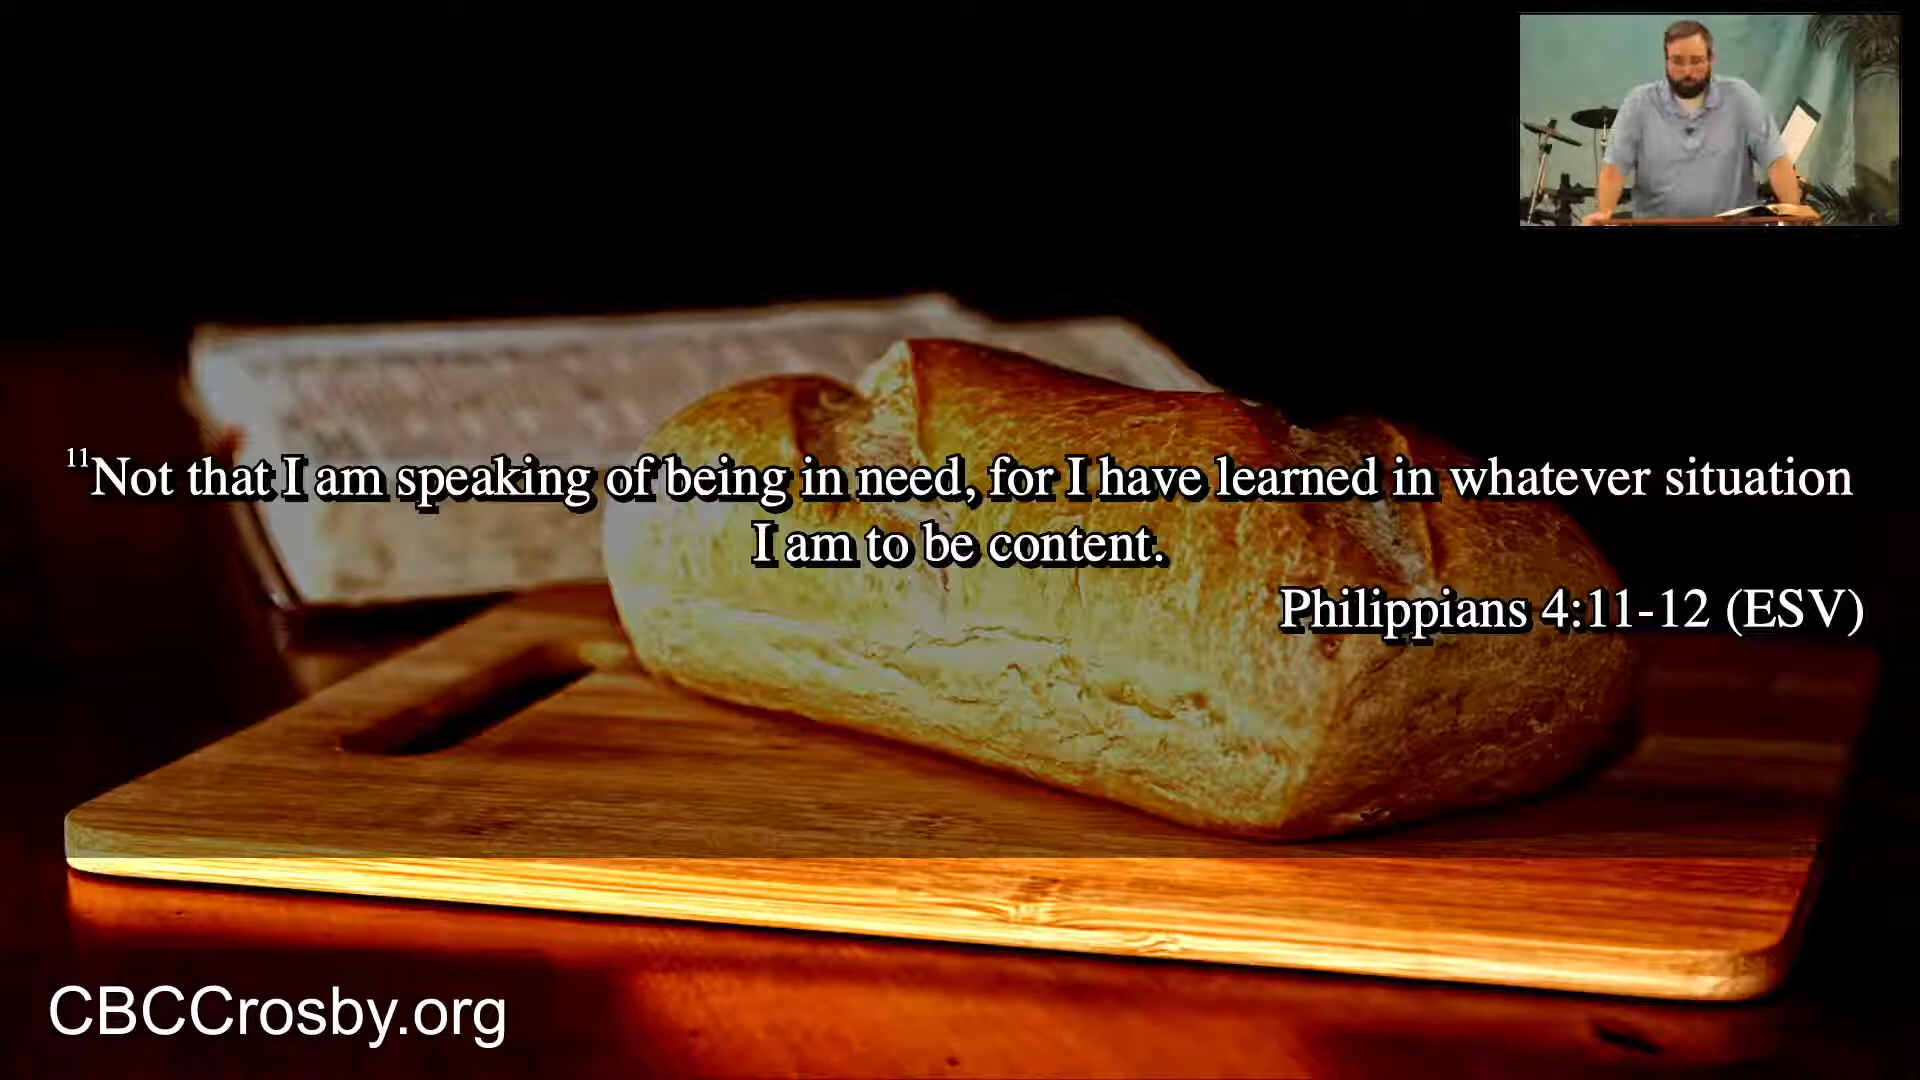 11Not that I am speaking of being in need, for I have learned in whatever situation
I am to be content.
Philippians 4:11-12 (ESV)
CBCCrosby.org